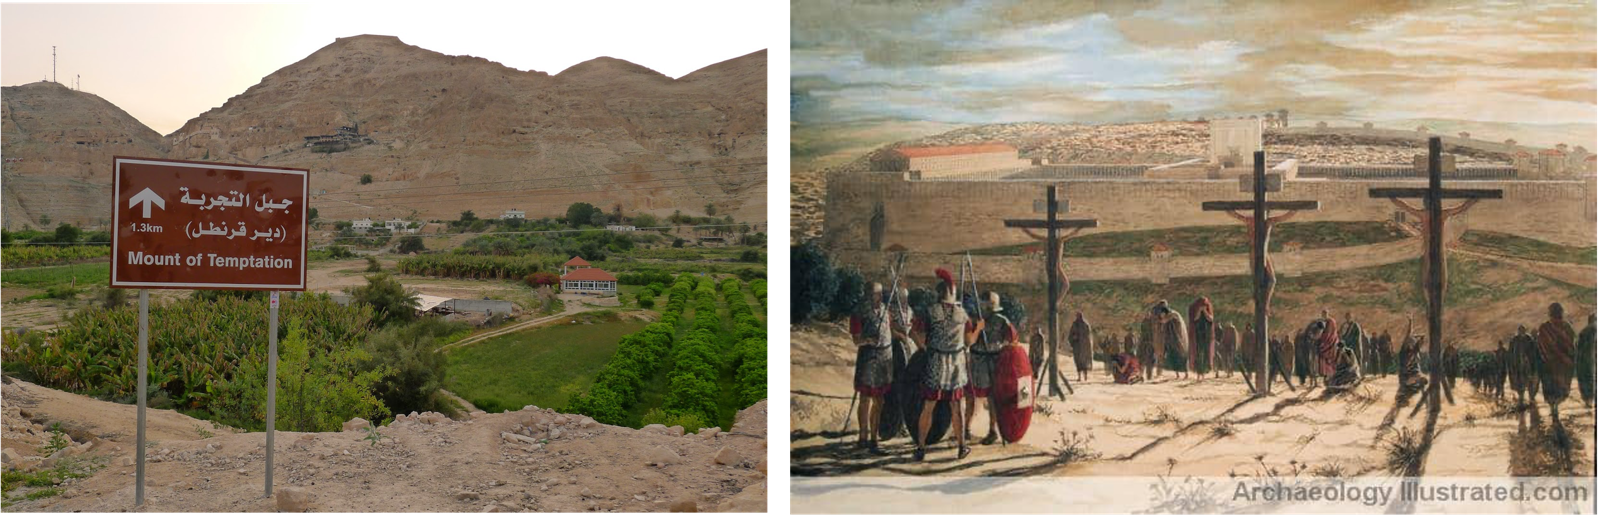 جبل التجربة
1.3km
(دير قرنطل)
Mount of Temptation
Archaeology Illustrated.com